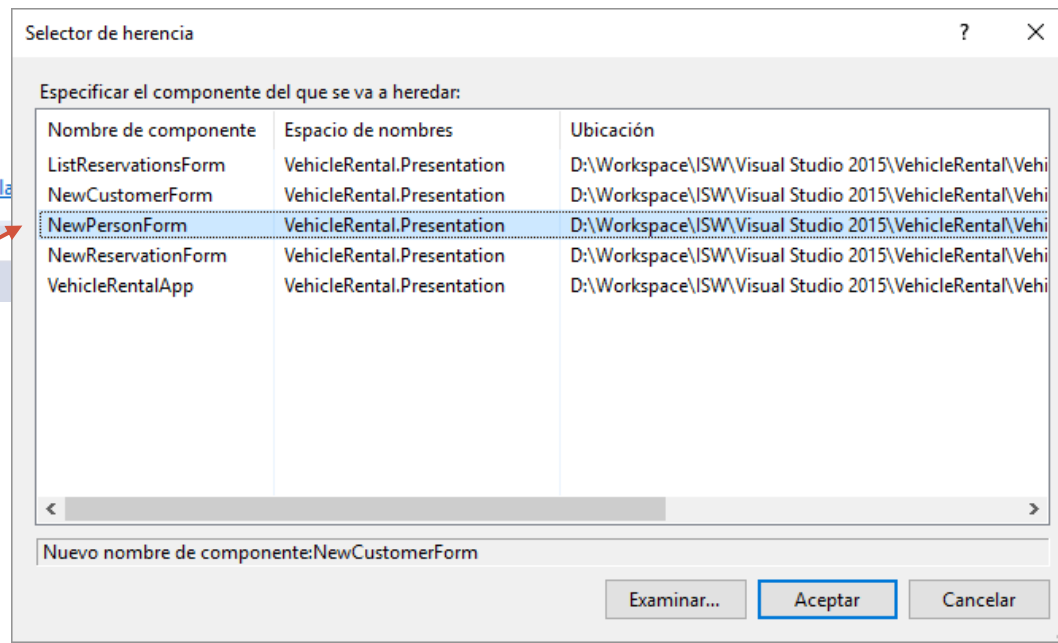 Selector de herencia
Especificar el componente del que se va a heredar:
Nombre de componente Espacio de nombres Ubicación
ListReservationsForm VehicleRental.Presentation D:\Workspace\ISW\Visual Studio 2015\VehicleRental\Vehi
NewCustomerForm VehicleRental.Presentation D:\Workspace\ISW\Visual Studio 2015\VehicleRental\Vehi
NewPersonForm VehicleRental.Presentation D:\Workspace\ISW\Visual Studio 2015\VehicleRental\Vehi
NewReservationForm VehicleRental.Presentation D:\Workspace\ISW\Visual Studio 2015\VehicleRental\Vehi
VehicleRentalApp VehicleRental.Presentation D:\Workspace\ISW\Visual Studio 2015\VehicleRental\Vehi
Nuevo nombre de componente:NewCustomerForm
Examinar... Aceptar Cancelar